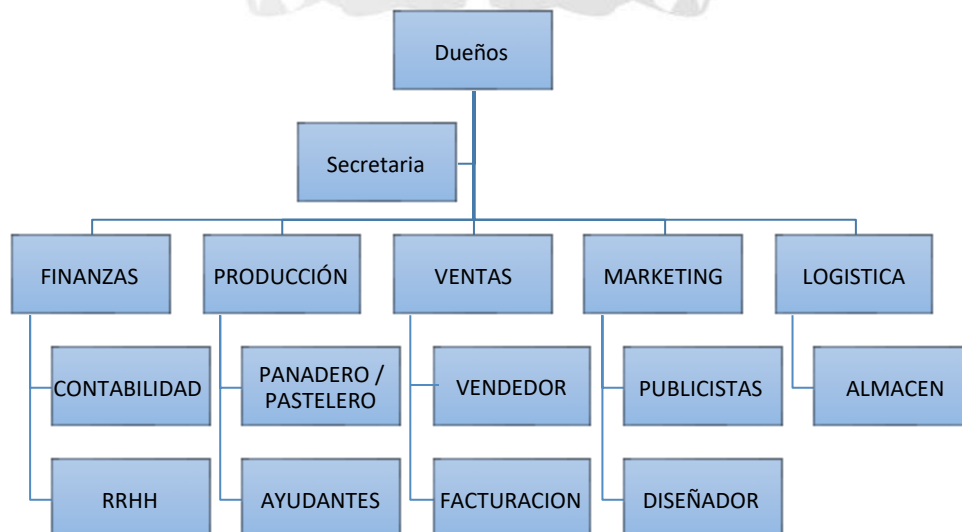 Dueños
Secretaria
FINANZAS
PRODUCCIÓN
VENTAS
MARKETING
LOGISTICA
CONTABILIDAD
PANADERO /
PASTELERO
VENDEDOR
PUBLICISTAS
ALMACEN
RRHH
AYUDANTES
FACTURACION
DISEÑADOR